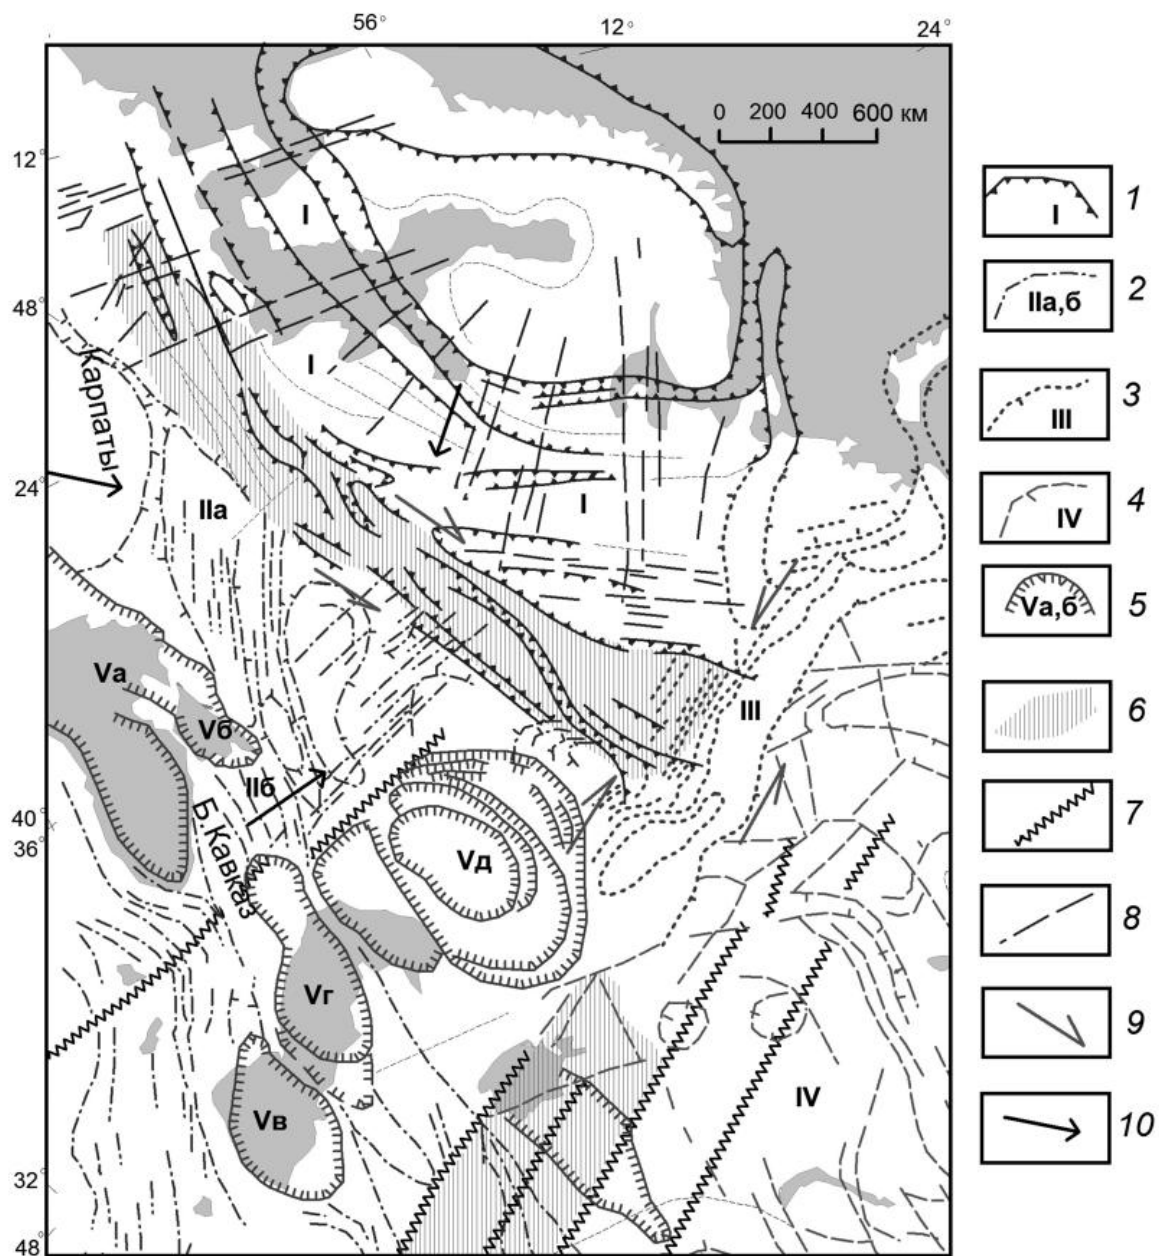 56° 12° 24°
0 200 400 600 км
12°
48°
24°
40°
36°
32°
48°
I
I
I
Карпаты
IIа
Vа
Vб
IIб
Б.Кавказ
III
Vд
Vг
Vв
IV
I 1
IIа,б 2
III 3
IV 4
Vа,б 5
6
7
8
9
10